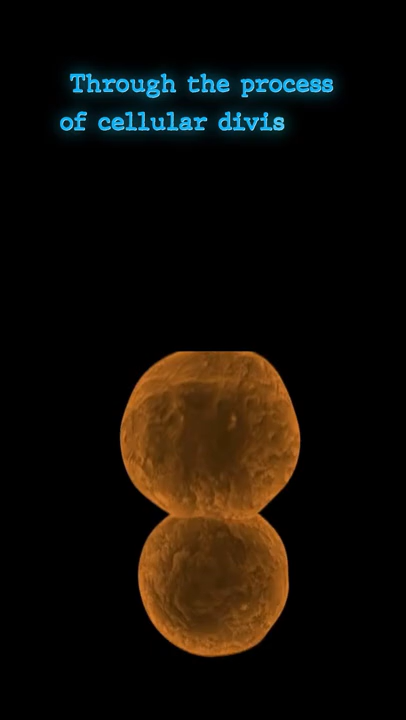 Through the process
of cellular divis